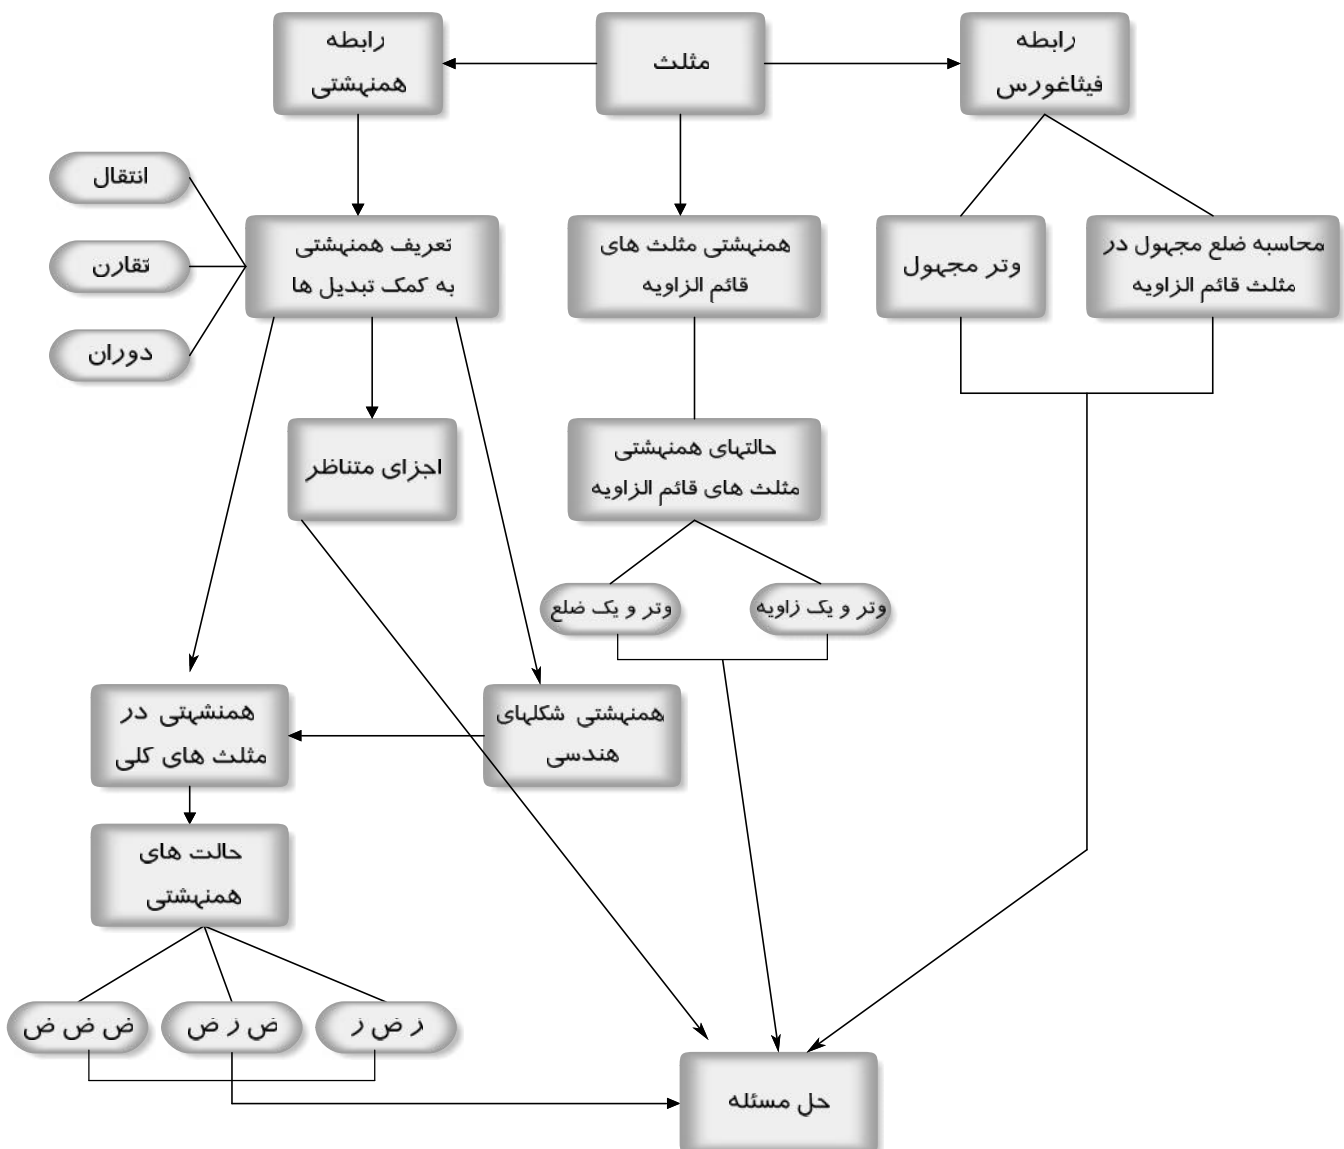 رابطه
فیثاغورس
مثلث
رابطه
همنهشتی
انتقال
تقارن
دوران
محاسبه ضلع مجهول در
مثلث قائم الزاویه
وتر مجهول
همنهشتی مثلث های
قائم الزاویه
تعریف همنهشتی
به کمک تبدیل ها
حالتهای همنهشتی
مثلث های قائم الزاویه
اجزای متناظر
وتر و یک زاویه
وتر و یک ضلع
همنهشتی شکلهای
هندسی
همنشهتی در
مثلث های کلی
حالت های
همنهشتی
ز ض ز
ض ز ض
ض ض ض
حل مسئله